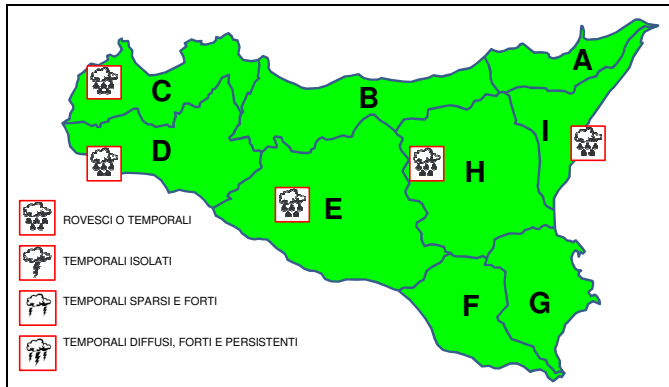 A
C
B
I
D
H
E
ROVESCI O TEMPORALI
TEMPORALI ISOLATI
F
G
TEMPORALI SPARSI E FORTI
TEMPORALI DIFFUSI, FORTI E PERSISTENTI